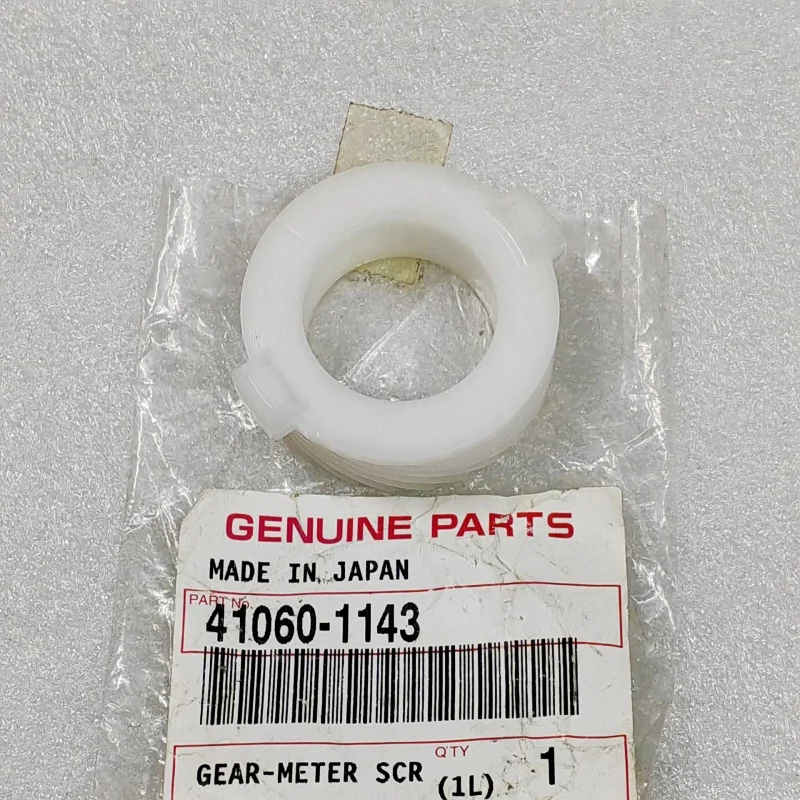 GENUINE PARTS
MADE IN JAPAN
PART No.
41060-1143
GEAR-METER SCR
QTY
(1L)
1